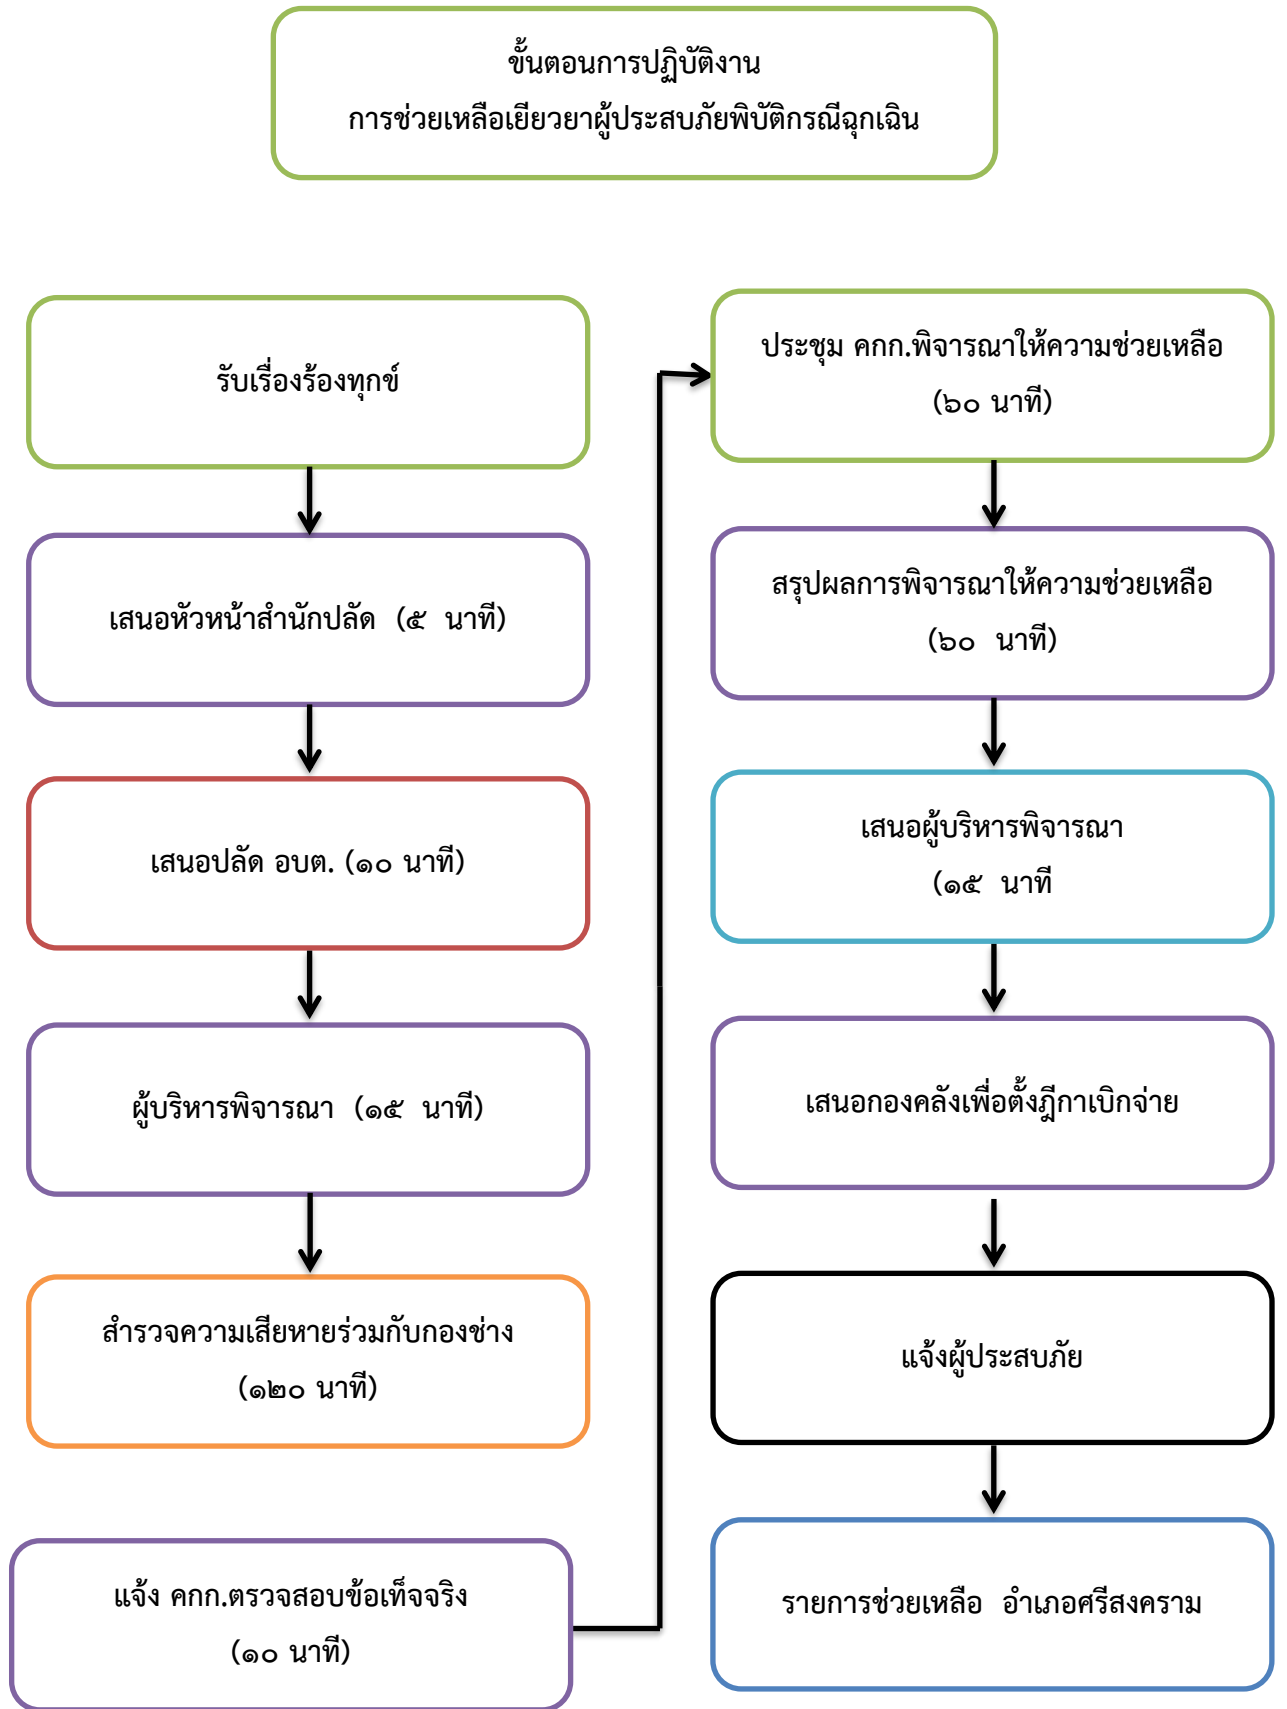 ขั้นตอนการปฏิบัติงาน
การช่วยเหลือเยียวยาผู้ประสบภัยพิบัติกรณีฉุกเฉิน
รับเรื่องร้องทุกข์
เสนอหัวหน้าสำนักปลัด (๕ นาที)
เสนอปลัด อบต. (๑๐ นาที)
ผู้บริหารพิจารณา (๑๕ นาที)
สำรวจความเสียหายร่วมกับกองช่าง
(๑๒๐ นาที)
แจ้ง คกก.ตรวจสอบข้อเท็จจริง
(๑๐ นาที)
ประชุม คกก.พิจารณาให้ความช่วยเหลือ
(๖๐ นาที)
สรุปผลการพิจารณาให้ความช่วยเหลือ
(๖๐ นาที)
เสนอผู้บริหารพิจารณา
(๑๕ นาที
เสนอกองคลังเพื่อตั้งฎีกาเบิกจ่าย
แจ้งผู้ประสบภัย
รายการช่วยเหลือ อำเภอศรีสงคราม